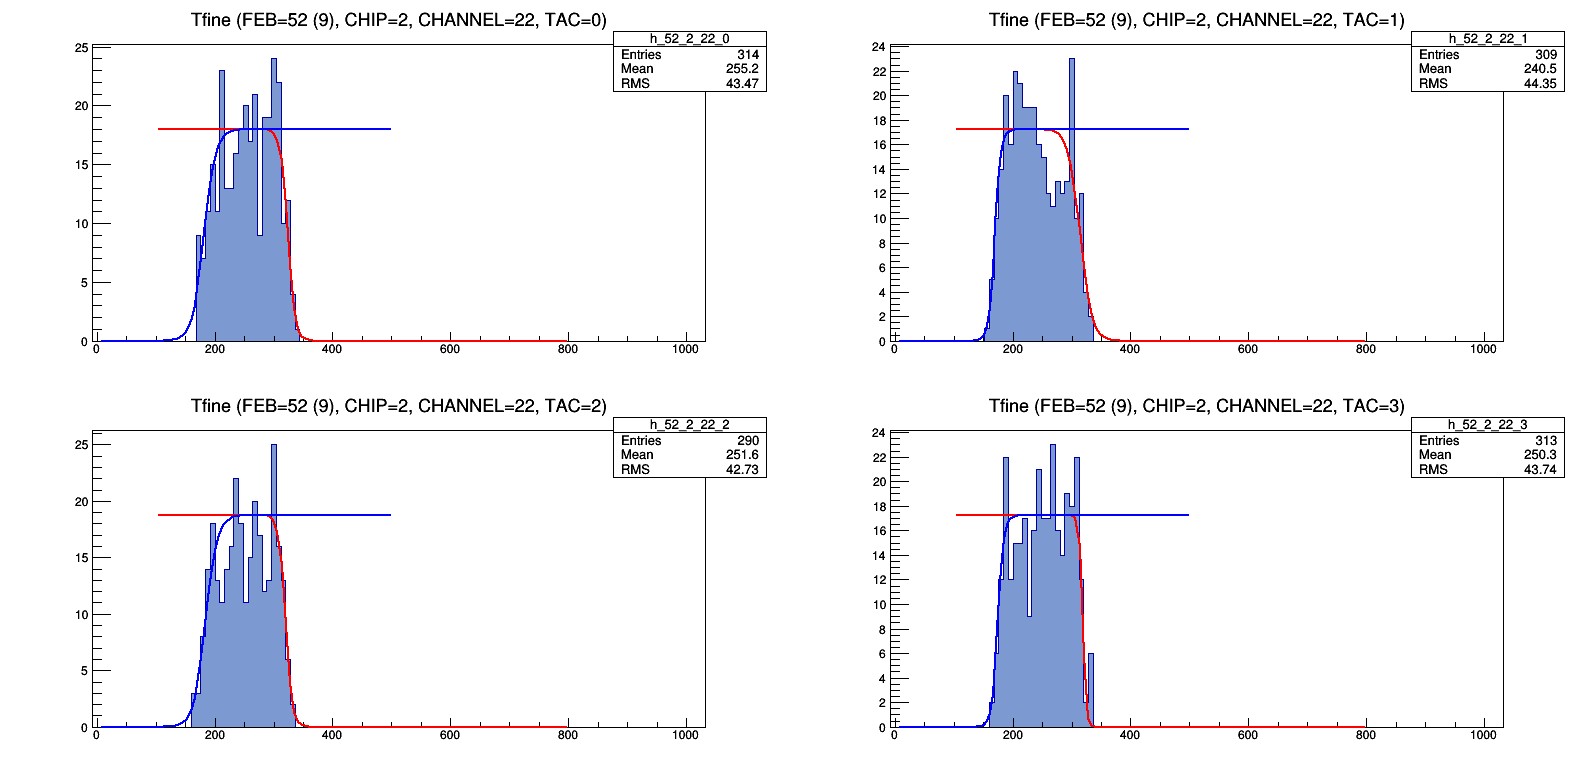 Tfine (FEB=52 (9), CHIP=2, CHANNEL=22, TAC=0)
h_52_2_22_0
Entries 314
Mean 255.2
RMS 43.47
25
20
15
10
5
0
0 200 400 600 800 1000
Tfine (FEB=52 (9), CHIP=2, CHANNEL=22, TAC=1)
h_52_2_22_1
Entries 309
Mean 240.5
RMS 44.35
24
22
20
18
16
14
12
10
8
6
4
2
0
0 200 400 600 800 1000
Tfine (FEB=52 (9), CHIP=2, CHANNEL=22, TAC=2)
h_52_2_22_2
Entries 290
Mean 251.6
RMS 42.73
25
20
15
10
5
0
0 200 400 600 800 1000
Tfine (FEB=52 (9), CHIP=2, CHANNEL=22, TAC=3)
h_52_2_22_3
Entries 313
Mean 250.3
RMS 43.74
24
22
20
18
16
14
12
10
8
6
4
2
0
0 200 400 600 800 1000